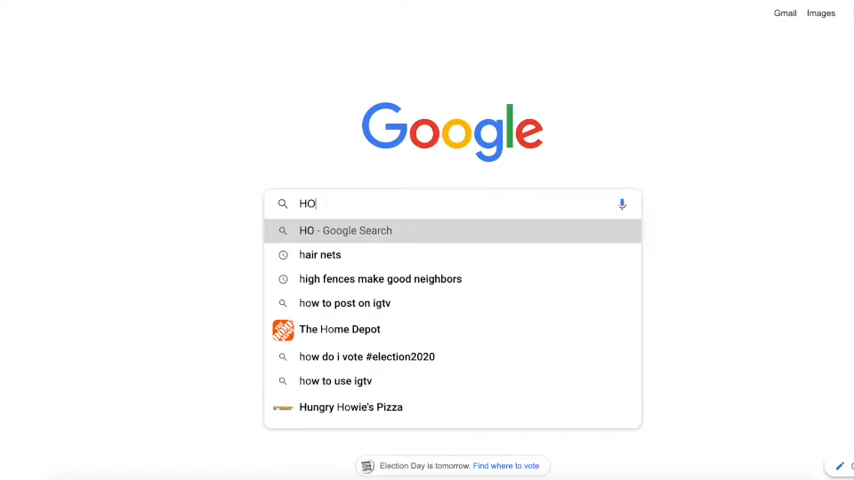 Gmail Images
Google
HO
HO - Google Search
hair nets
high fences make good neighbors
how to post on igtv
The Home Depot
how do i vote #election2020
how to use igtv
Hungry Howie's Pizza
Election Day is tomorrow. Find where to vote